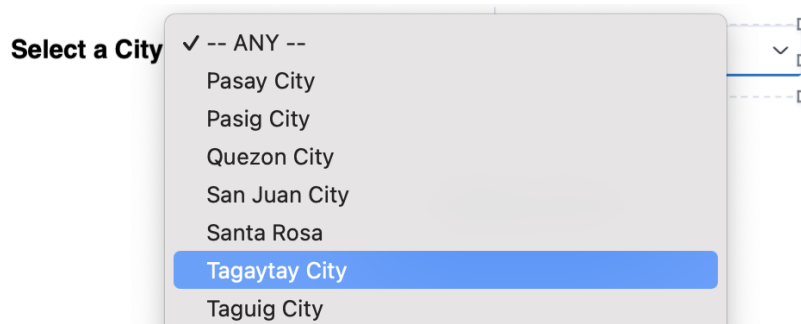 Select a City
✓ -- ANY --
Pasay City
Pasig City
Quezon City
San Juan City
Santa Rosa
Tagaytay City
Taguig City